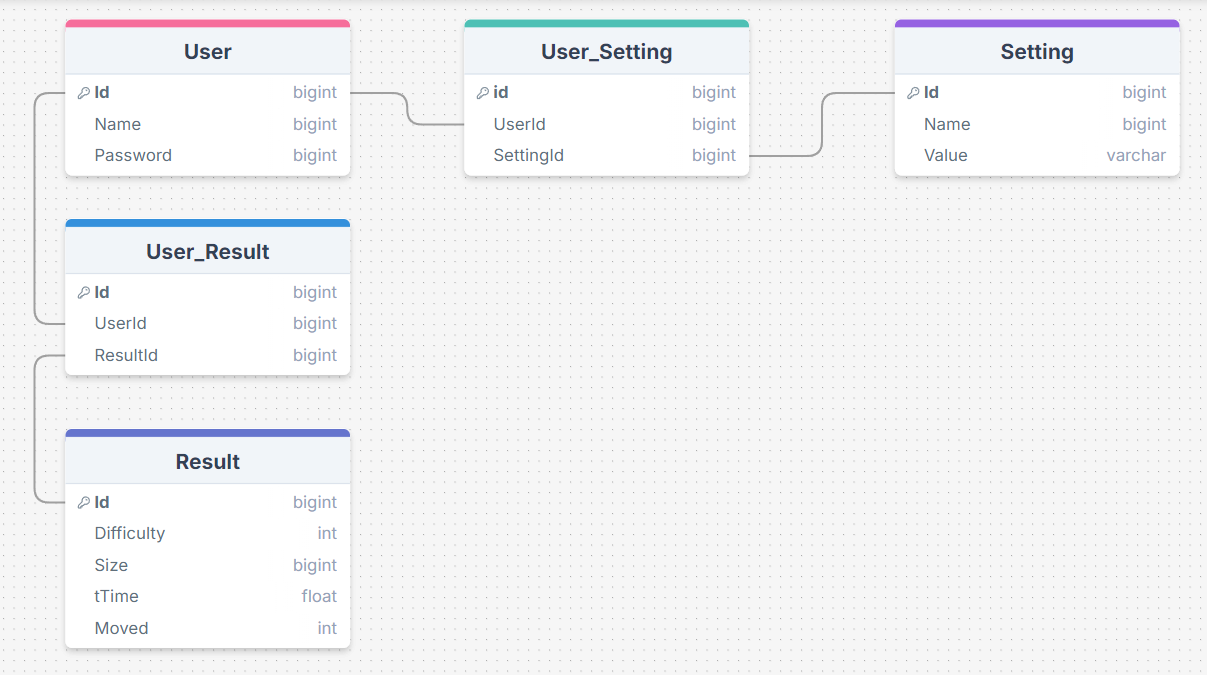 User
Id bigint
Name bigint
Password bigint
User_Setting
id bigint
UserId bigint
SettingId bigint
Setting
Id bigint
Name bigint
Value varchar
User_Result
Id bigint
UserId bigint
ResultId bigint
Result
Id bigint
Difficulty int
Size bigint
tTime float
Moved int